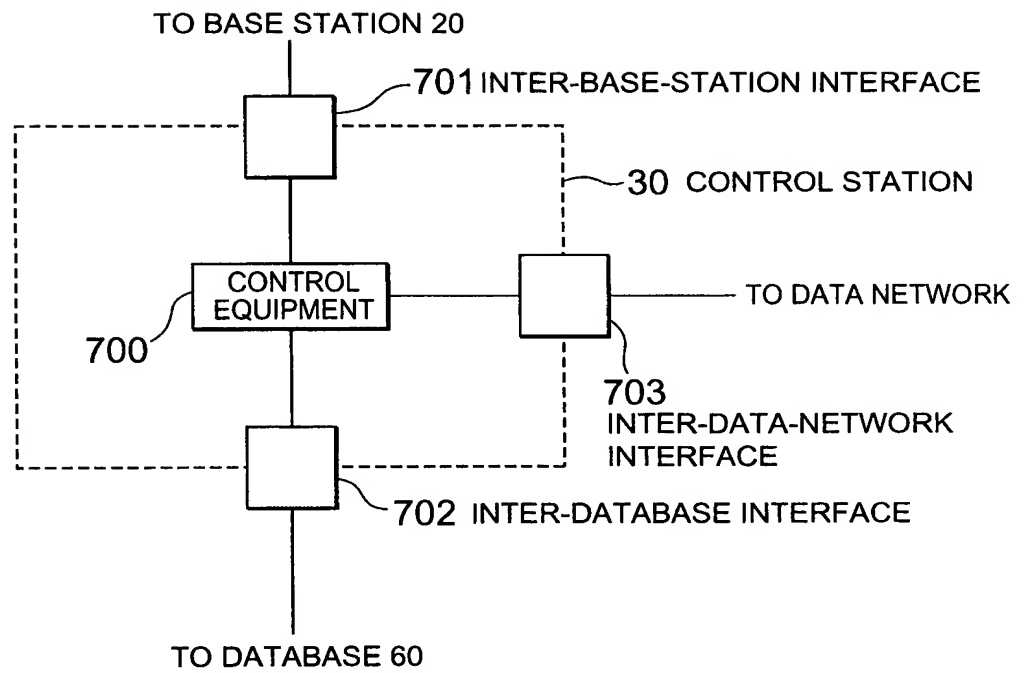 TO BASE STATION 20
701 INTER-BASE-STATION INTERFACE
30 CONTROL STATION
CONTROL
EQUIPMENT
TO DATA NETWORK
700
703
INTER-DATA-NETWORK
INTERFACE
702 INTER-DATABASE INTERFACE
TO DATABASE 60